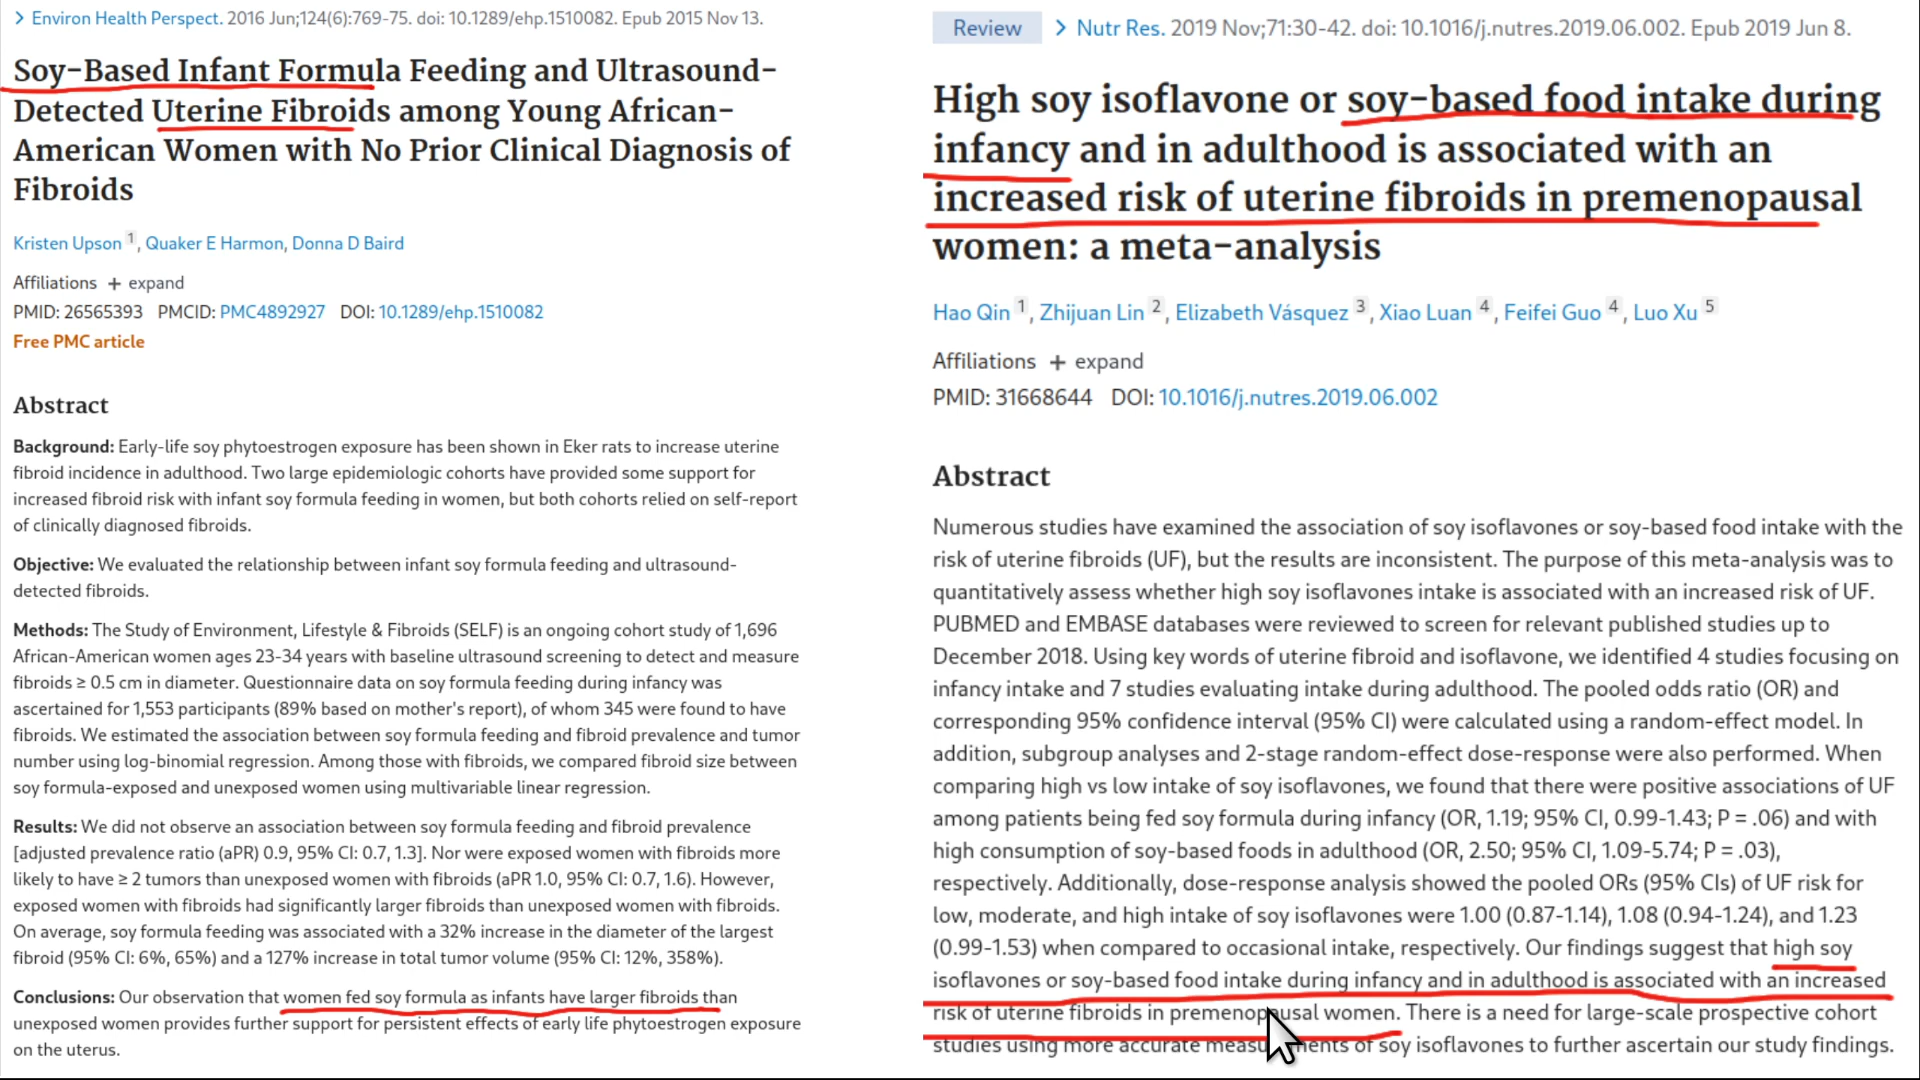 Environ Health Perspect. 2016 Jun;124(6):769-75. doi: 10.1289/ehp.1510082. Epub 2015 Nov 13.
Soy-Based Infant Formula Feeding and Ultrasound-
Detected Uterine Fibroids among Young African-
American Women with No Prior Clinical Diagnosis of
Fibroids
Kristen Upson 1, Quaker E Harmon, Donna D Baird
Affiliations + expand
PMID: 26565393 PMCID: PMC4892927 DOI: 10.1289/ehp.1510082
Free PMC article
Abstract
Background: Early-life soy phytoestrogen exposure has been shown in Eker rats to increase uterine
fibroid incidence in adulthood. Two large epidemiologic cohorts have provided some support for
increased fibroid risk with infant soy formula feeding in women, but both cohorts relied on self-report
of clinically diagnosed fibroids.
Objective: We evaluated the relationship between infant soy formula feeding and ultrasound-
detected fibroids.
Methods: The Study of Environment, Lifestyle & Fibroids (SELF) is an ongoing cohort study of 1,696
African-American women ages 23-34 years with baseline ultrasound screening to detect and measure
fibroids ≥ 0.5 cm in diameter. Questionnaire data on soy formula feeding during infancy was
ascertained for 1,553 participants (89% based on mother's report), of whom 345 were found to have
fibroids. We estimated the association between soy formula feeding and fibroid prevalence and tumor
number using log-binomial regression. Among those with fibroids, we compared fibroid size between
soy formula-exposed and unexposed women using multivariable linear regression.
Results: We did not observe an association between soy formula feeding and fibroid prevalence
[adjusted prevalence ratio (aPR) 0.9, 95% CI: 0.7, 1.3]. Nor were exposed women with fibroids more
likely to have ≥ 2 tumors than unexposed women with fibroids (aPR 1.0, 95% CI: 0.7, 1.6). However,
exposed women with fibroids had significantly larger fibroids than unexposed women with fibroids.
On average, soy formula feeding was associated with a 32% increase in the diameter of the largest
fibroid (95% CI: 6%, 65%) and a 127% increase in total tumor volume (95% CI: 12%, 358%).
Conclusions: Our observation that women fed soy formula as infants have larger fibroids than
unexposed women provides further support for persistent effects of early life phytoestrogen exposure
on the uterus.
Review Nutr Res. 2019 Nov;71:30-42. doi: 10.1016/j.nutres.2019.06.002. Epub 2019 Jun 8.
High soy isoflavone or soy-based food intake during
infancy and in adulthood is associated with an
increased risk of uterine fibroids in premenopausal
women: a meta-analysis
Hao Qin 1, Zhijuan Lin 2, Elizabeth Vásquez 3, Xiao Luan 4, Feifei Guo 4, Luo Xu 5
Affiliations + expand
PMID: 31668644 DOI: 10.1016/j.nutres.2019.06.002
Abstract
Numerous studies have examined the association of soy isoflavones or soy-based food intake with the
risk of uterine fibroids (UF), but the results are inconsistent. The purpose of this meta-analysis was to
quantitatively assess whether high soy isoflavones intake is associated with an increased risk of UF.
PUBMED and EMBASE databases were reviewed to screen for relevant published studies up to
December 2018. Using key words of uterine fibroid and isoflavone, we identified 4 studies focusing on
infancy intake and 7 studies evaluating intake during adulthood. The pooled odds ratio (OR) and
corresponding 95% confidence interval (95% CI) were calculated using a random-effect model. In
addition, subgroup analyses and 2-stage random-effect dose-response were also performed. When
comparing high vs low intake of soy isoflavones, we found that there were positive associations of UF
among patients being fed soy formula during infancy (OR, 1.19; 95% CI, 0.99-1.43; P = .06) and with
high consumption of soy-based foods in adulthood (OR, 2.50; 95% CI, 1.09-5.74; P = .03),
respectively. Additionally, dose-response analysis showed the pooled ORs (95% CIs) of UF risk for
low, moderate, and high intake of soy isoflavones were 1.00 (0.87-1.14), 1.08 (0.94-1.24), and 1.23
(0.99-1.53) when compared to occasional intake, respectively. Our findings suggest that high soy
isoflavones or soy-based food intake during infancy and in adulthood is associated with an increased
risk of uterine fibroids in premenopausal women. There is a need for large-scale prospective cohort
studies using more accurate measurements of soy isoflavones to further ascertain our study findings.